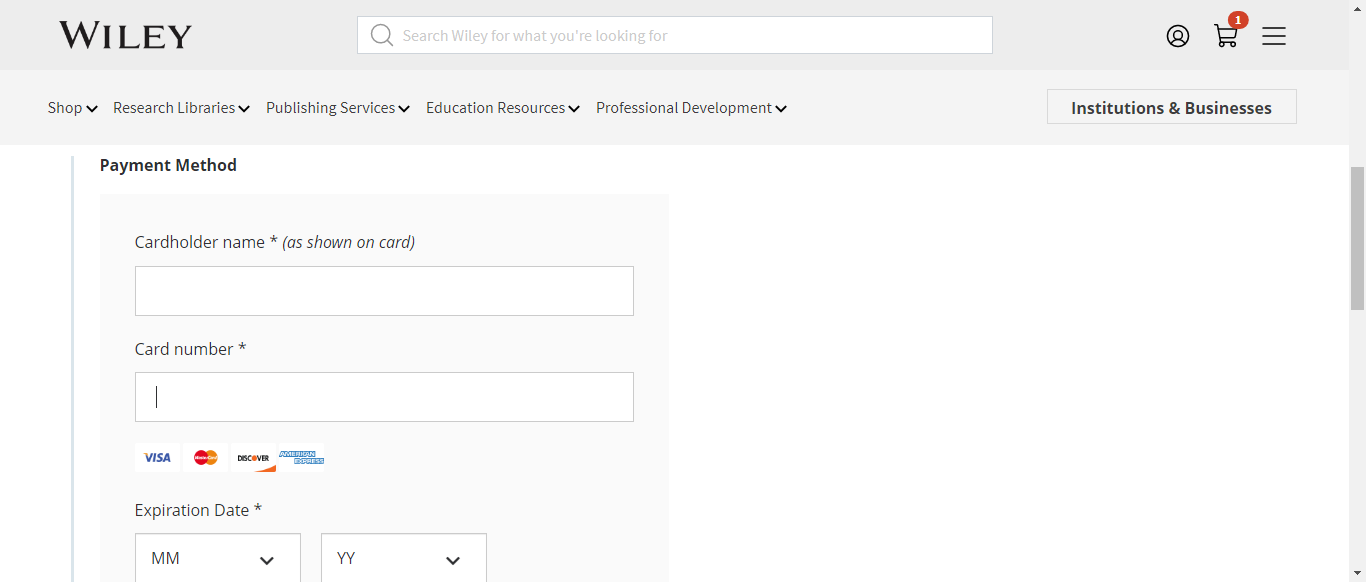 WILEY
Search Wiley for what you're looking for
1
Shop Research Libraries Publishing Services Education Resources Professional Development
Institutions & Businesses
Payment Method
Cardholder name * (as shown on card)
Card number *
VISA MasterCard DISCOVER AMERICAN EXPRESS
Expiration Date *
MM YY